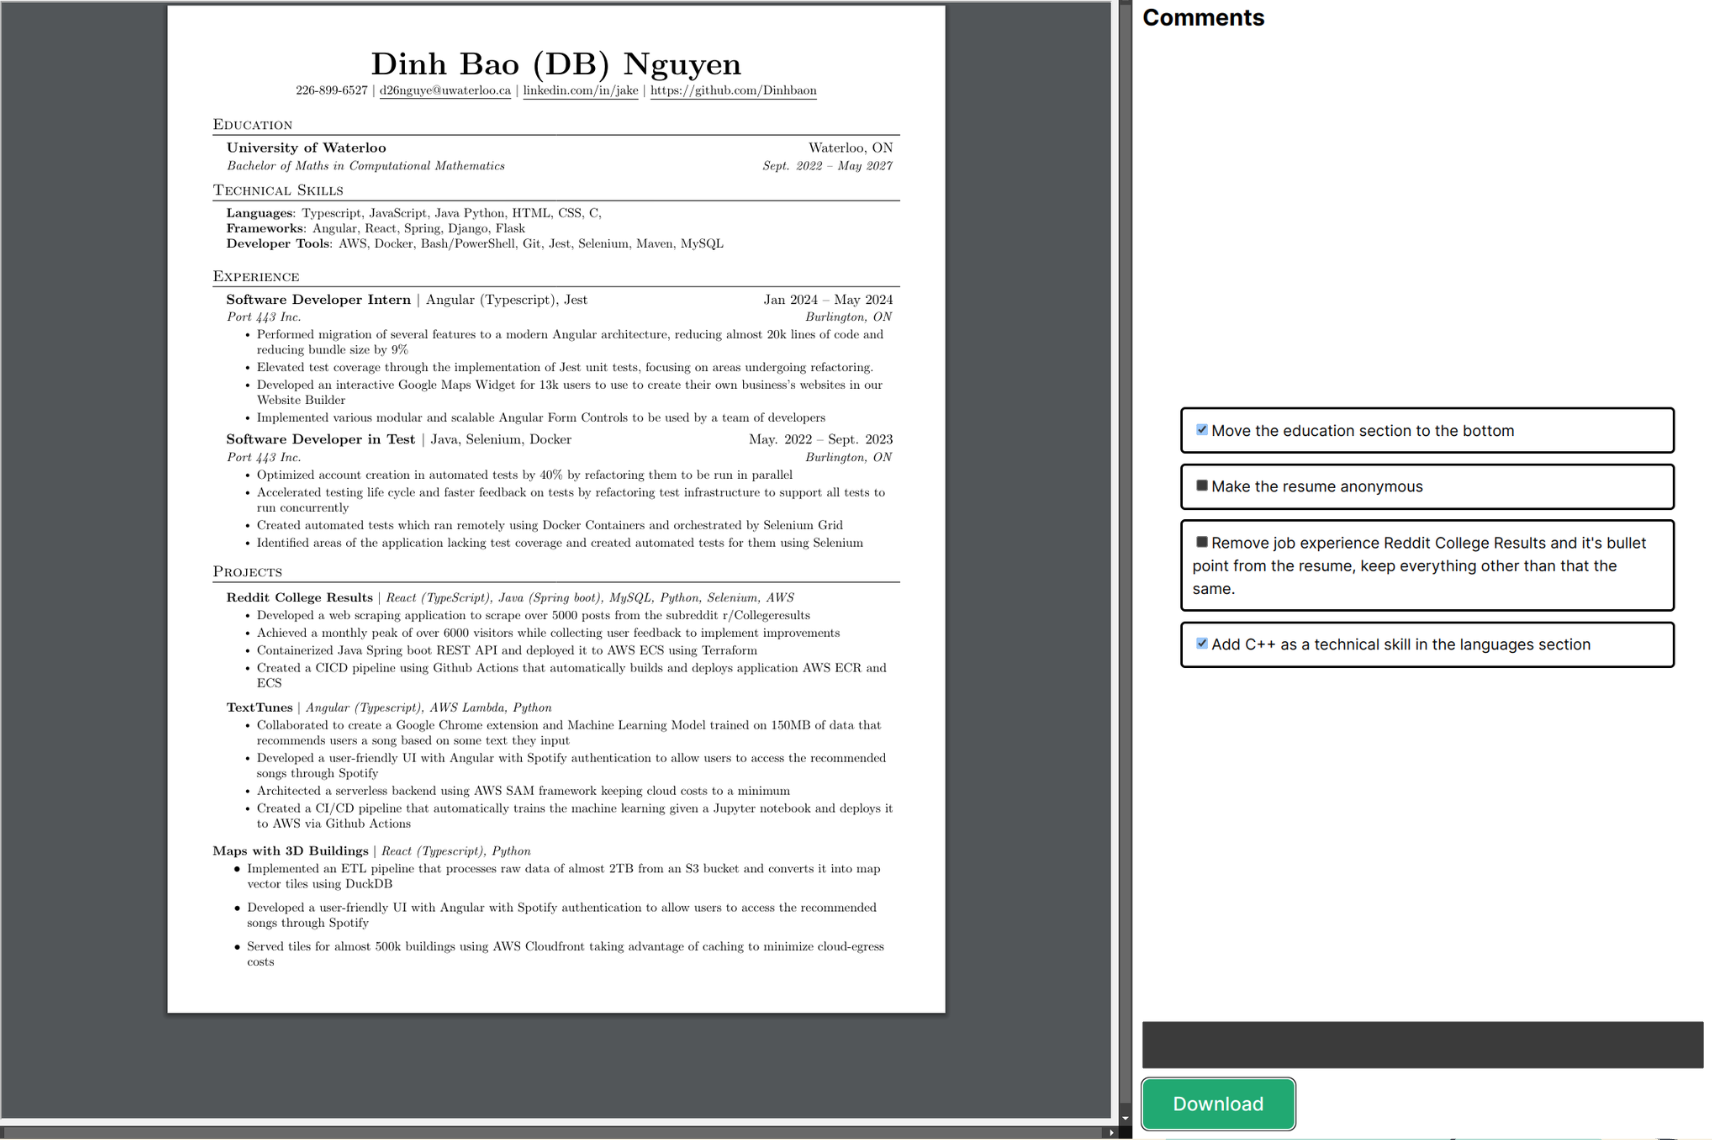 Dinh Bao (DB) Nguyen
226-899-6527 | d26nguye@uwaterloo.ca | linkedin.com/in/jake | https://github.com/Dinhbaon
Education
University of Waterloo Waterloo, ON
Bachelor of Maths in Computational Mathematics Sept. 2022 – May 2027
Technical Skills
Languages: Typescript, JavaScript, Java Python, HTML, CSS, C,
Frameworks: Angular, React, Spring, Django, Flask
Developer Tools: AWS, Docker, Bash/PowerShell, Git, Jest, Selenium, Maven, MySQL
Experience
Software Developer Intern | Angular (Typescript), Jest Jan 2024 – May 2024
Port 443 Inc. Burlington, ON
• Performed migration of several features to a modern Angular architecture, reducing almost 20k lines of code and
reducing bundle size by 9%
• Elevated test coverage through the implementation of Jest unit tests, focusing on areas undergoing refactoring.
• Developed an interactive Google Maps Widget for 13k users to use to create their own business's websites in our
Website Builder
• Implemented various modular and scalable Angular Form Controls to be used by a team of developers
Software Developer in Test | Java, Selenium, Docker May. 2022 – Sept. 2023
Port 443 Inc. Burlington, ON
• Optimized account creation in automated tests by 40% by refactoring them to be run in parallel
• Accelerated testing life cycle and faster feedback on tests by refactoring test infrastructure to support all tests to
run concurrently
• Created automated tests which ran remotely using Docker Containers and orchestrated by Selenium Grid
• Identified areas of the application lacking test coverage and created automated tests for them using Selenium
Projects
Reddit College Results | React (TypeScript), Java (Spring boot), MySQL, Python, Selenium, AWS
• Developed a web scraping application to scrape over 5000 posts from the subreddit r/Collegeresults
• Achieved a monthly peak of over 6000 visitors while collecting user feedback to implement improvements
• Containerized Java Spring boot REST API and deployed it to AWS ECS using Terraform
• Created a CICD pipeline using Github Actions that automatically builds and deploys application AWS ECR and
ECS
TextTunes | Angular (Typescript), AWS Lambda, Python
• Collaborated to create a Google Chrome extension and Machine Learning Model trained on 150MB of data that
recommends users a song based on some text they input
• Developed a user-friendly UI with Angular with Spotify authentication to allow users to access the recommended
songs through Spotify
• Architected a serverless backend using AWS SAM framework keeping cloud costs to a minimum
• Created a CI/CD pipeline that automatically trains the machine learning given a Jupyter notebook and deploys it
to AWS via Github Actions
Maps with 3D Buildings | React (Typescript), Python
• Implemented an ETL pipeline that processes raw data of almost 2TB from an S3 bucket and converts it into map
vector tiles using DuckDB
• Developed a user-friendly UI with Angular with Spotify authentication to allow users to access the recommended
songs through Spotify
• Served tiles for almost 500k buildings using AWS Cloudfront taking advantage of caching to minimize cloud-egress
costs
Comments
Move the education section to the bottom
Make the resume anonymous
Remove job experience Reddit College Results and it's bullet
point from the resume, keep everything other than that the
same.
Add C++ as a technical skill in the languages section
Download